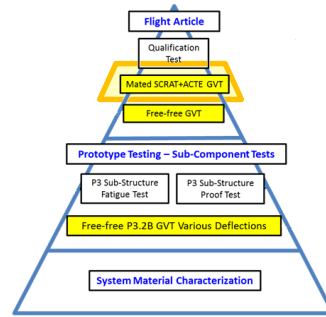 Flight Article
Qualification
Test
Mated SCRAT+ACTE GVT
Free-free GVT
Prototype Testing – Sub-Component Tests
P3 Sub-Structure
Fatigue Test
P3 Sub-Structure
Proof Test
Free-free P3.2B GVT Various Deflections
System Material Characterization